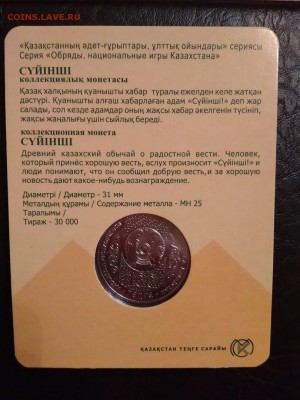 COINS.LAVE.RU
«Қазақстанның әдет-ғұрыптары, ұлттық ойындары» сериясы
Серия «Обряды, национальные игры Казахстана»
СҮЙІНШІ
коллекциялық монетасы
Қазақ халқының қуанышты хабар туралы ежелден келе жатқан
дәстүрі. Қуанышты алғаш хабарлаған адам «Сүйінші!» деп жар
салады, сол кезде адамдар оның жақсы хабар әкелгенін түсініп,
жақсы жаңалығы үшін сыйлық береді.
коллекционная монета
СҮЙІНШІ
Древний казахский обычай о радостной вести. Человек,
который принёс хорошую весть, вслух произносит «Сүйінші!» и
люди понимают, что он сообщил добрую весть,и за хорошую
новость дают какое-нибудь вознаграждение.
Диаметрі / Диаметр - 31 мм
Металдың құрамы / Содержание металла - МН 25
Таралымы /
Тираж - 30 000
ҚАЗАҚСТАН ТЕҢГЕ САРАЙЫ